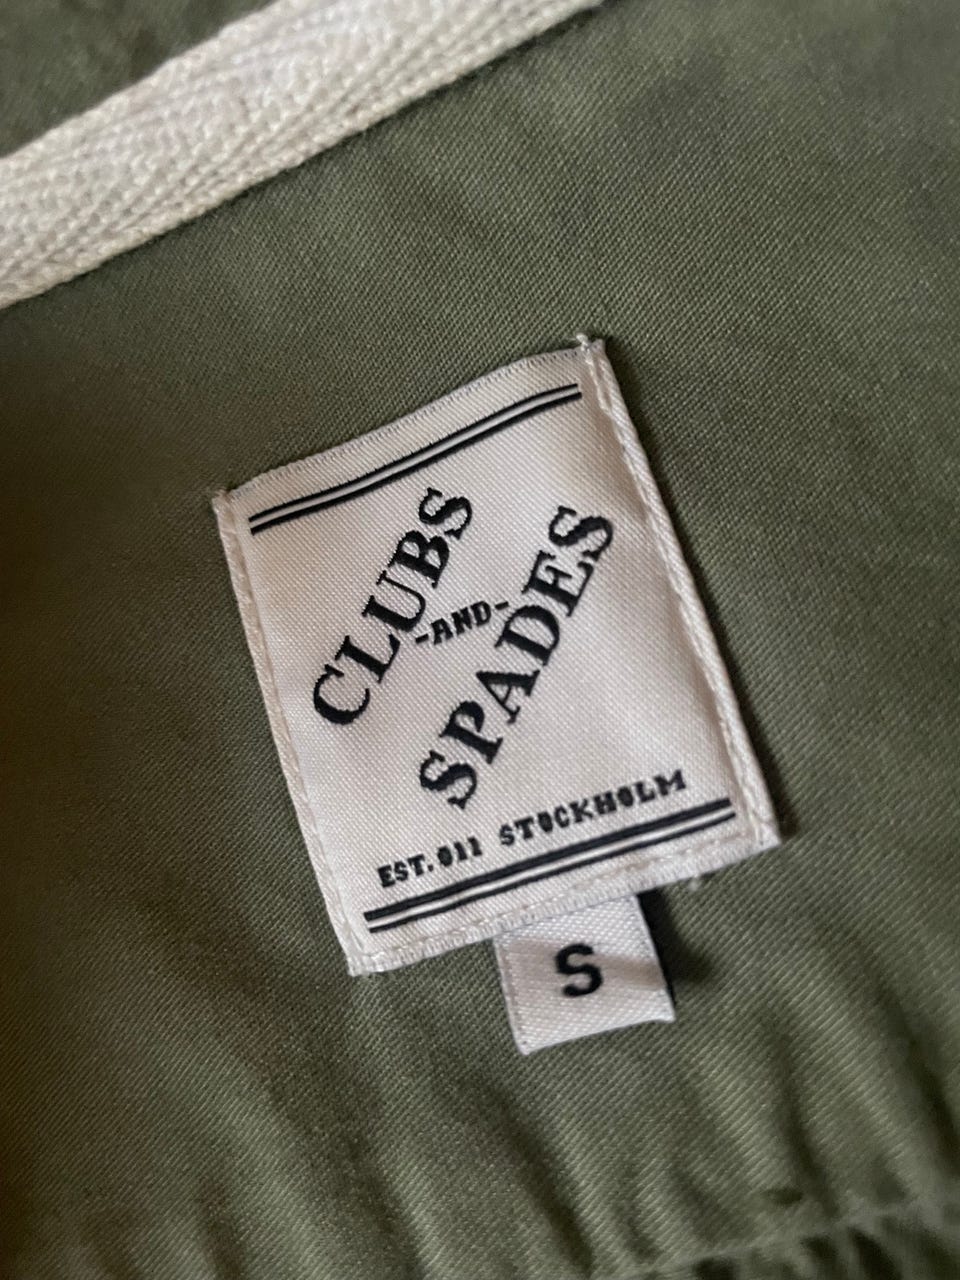 CLUBS
-AND-
SPADES
EST. 011 STOCKHOLM
S